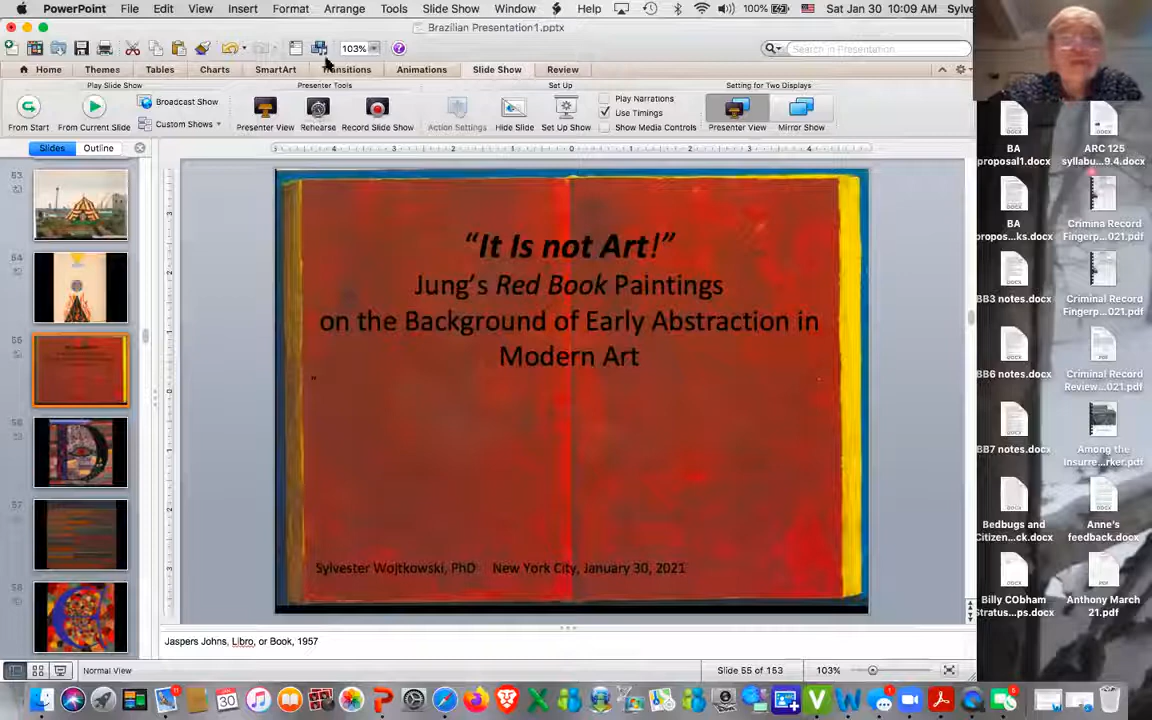 PowerPoint File Edit View Insert Format Arrange Tools Slide Show Window Help 100% Sat Jan 30 10:09 AM Sylve
Brazilian Presentation1.pptx
103% Search in Presentation
Home Themes Tables Charts SmartArt Transitions Animations Slide Show Review
Play Slide Show Presenter Tools Set Up Setting for Two Displays
Broadcast Show Play Narrations
Custom Shows Use Timings
From Start From Current Slide Presenter View Rehearse Record Slide Show Action Settings Hide Slide Set Up Show Show Media Controls Presenter View Mirror Show
Slides Outline
53
54
55
56
57
58
“It Is not Art!”
Jung’s Red Book Paintings
on the Background of Early Abstraction in
Modern Art
Sylvester Wojtkowski, PhD New York City, January 30, 2021
Jaspers Johns, Libro, or Book, 1957
Normal View Slide 55 of 153 103%
BA
proposal1.docx
ARC 125
syllabu...9.4.docx
BA
propos...ks.docx
Crimina Record
Fingerp...021.pdf
BB3 notes.docx
Criminal Record
Fingerp...021.pdf
BB6 notes.docx
Criminal Record
Review...021.pdf
BB7 notes.docx
Among the
Insurre...rker.pdf
Bedbugs and
Citizen...ck.docx
Anne's
feedback.docx
Billy CObham
stratus...ps.docx
Anthony March
21.pdf